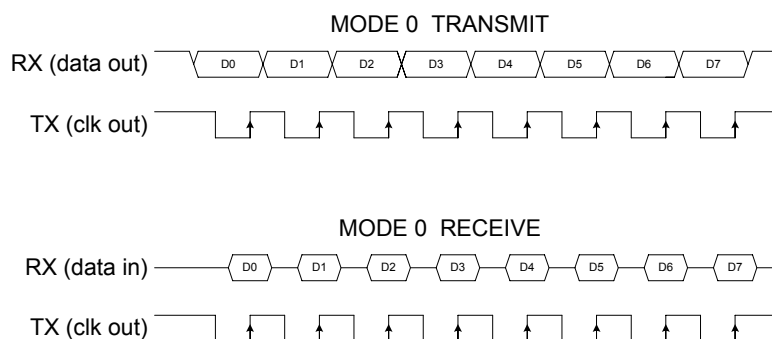 MODE 0 TRANSMIT
RX (data out) D0 D1 D2 D3 D4 D5 D6 D7
TX (clk out)
MODE 0 RECEIVE
RX (data in) D0 D1 D2 D3 D4 D5 D6 D7
TX (clk out)